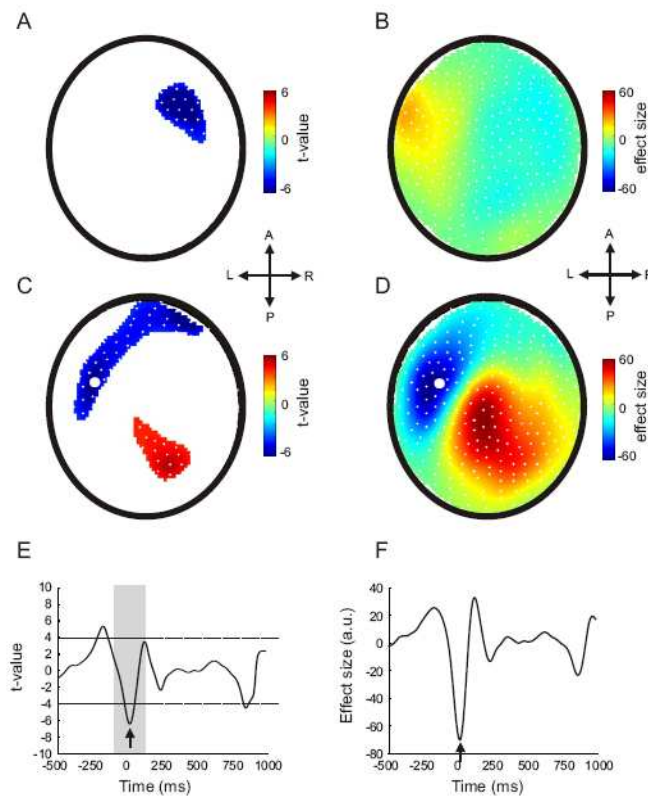 A
6
0
-6
t-value
B
60
0
-60
effect size
A
L R
P
A
L R
P
C
6
0
-6
t-value
D
60
0
-60
effect size
E
10
8
6
4
2
0
-2
-4
-6
-8
-10
t-value
-500 -250 0 250 500 750 1000
Time (ms)
F
40
20
0
-20
-40
-60
-80
Effect size (a.u.)
-500 -250 0 250 500 750 1000
Time (ms)